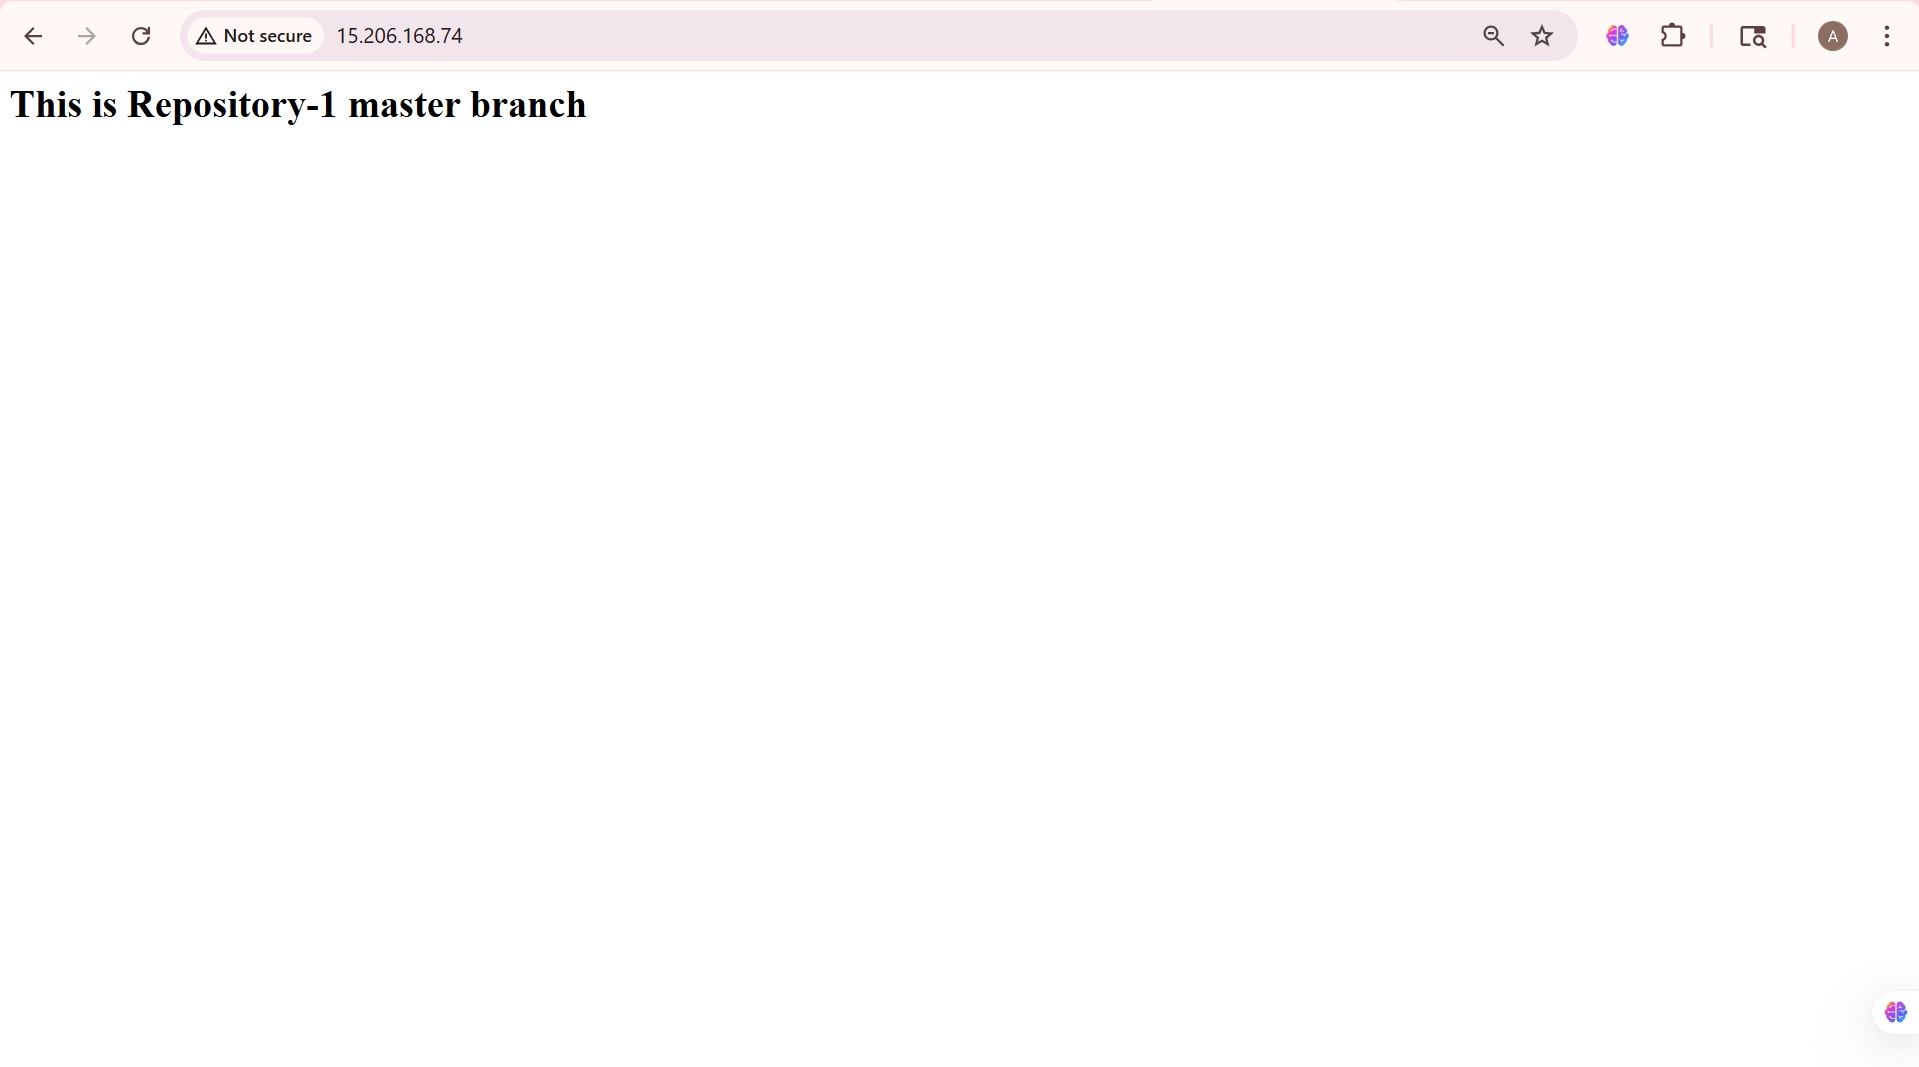 Not secure 15.206.168.74 A
This is Repository-1 master branch